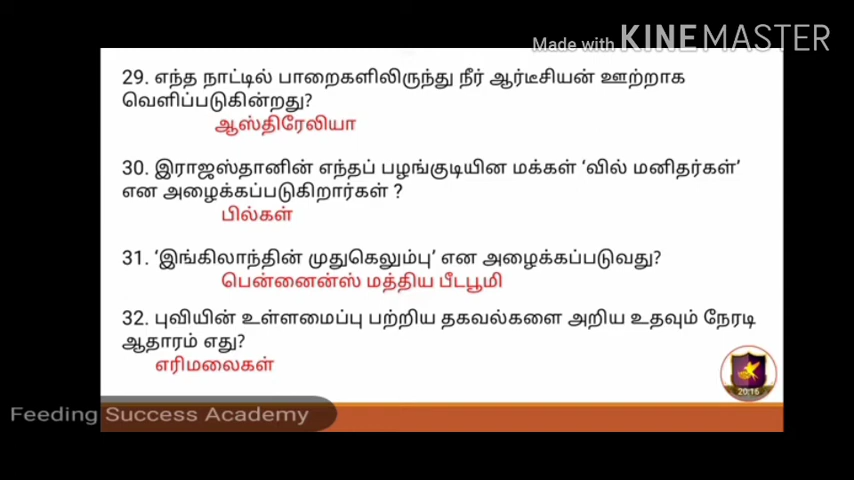 Made with KINEMASTER
29. எந்த நாட்டில் பாறைகளிலிருந்து நீர் ஆர்டீசியன் ஊற்றாக
வெளிப்படுகின்றது?
ஆஸ்திரேலியா
30. இராஜஸ்தானின் எந்தப் பழங்குடியின மக்கள் ‘வில் மனிதர்கள்’
என அழைக்கப்படுகிறார்கள் ?
பில்கள்
31. ‘இங்கிலாந்தின் முதுகெலும்பு’ என அழைக்கப்படுவது?
பென்னைன்ஸ் மத்திய பீடபூமி
32. புவியின் உள்ளமைப்பு பற்றிய தகவல்களை அறிய உதவும் நேரடி
ஆதாரம் எது?
எரிமலைகள்
20:16
Feeding Success Academy